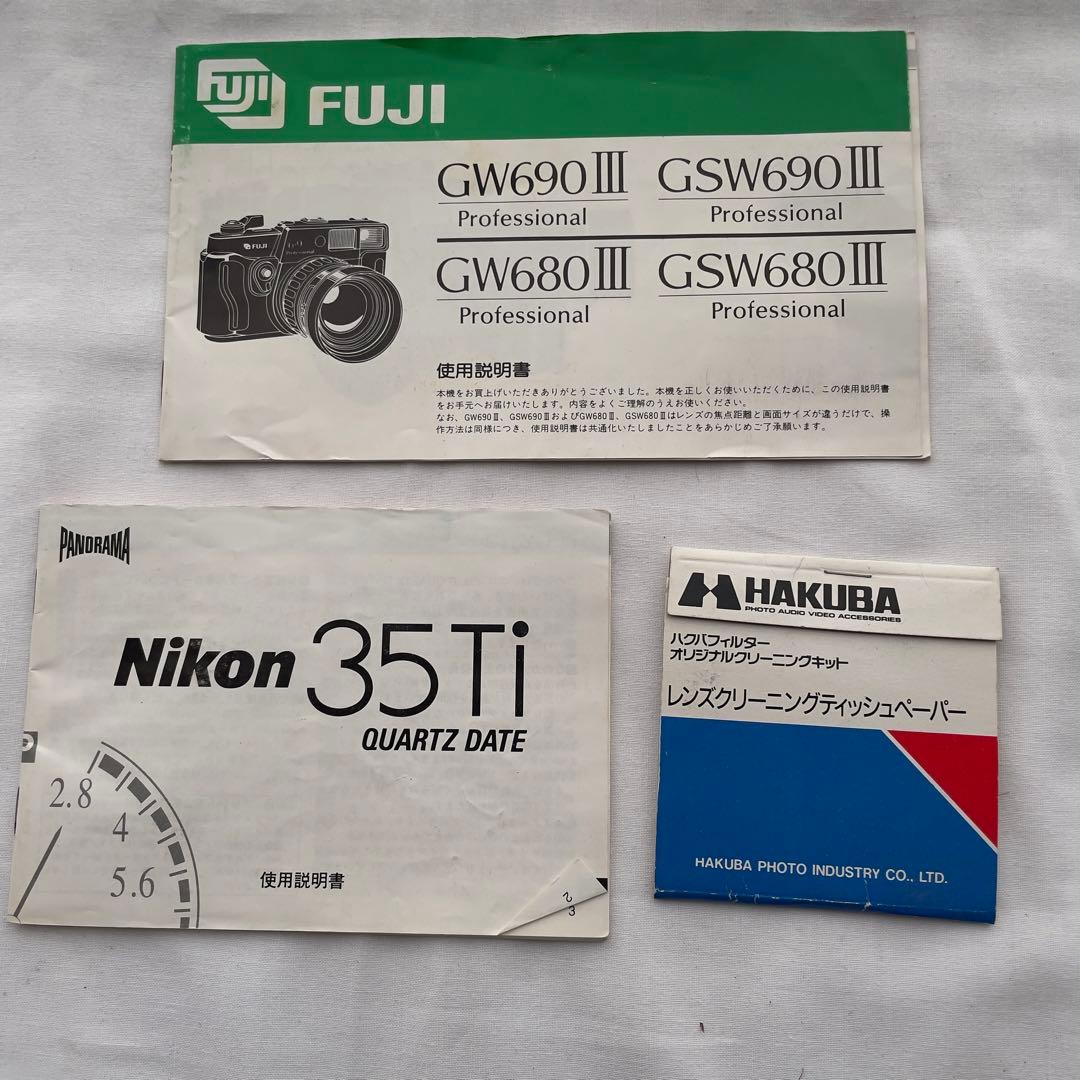 FUJI
FUJI
GW690Ⅲ
Professional
GSW690Ⅲ
Professional
GW680Ⅲ
Professional
GSW680Ⅲ
Professional
FUJI
Professional
使用説明書
本機をお買上げいただきありがとうございました。本機を正しくお使いいただくために、この使用説明書
をお手元へお届けいたします。内容をよくご理解のうえお使いください。
なお、GW690Ⅲ、GSW690ⅢおよびGW680Ⅲ、GSW680Ⅲはレンズの焦点距離と画面サイズが違うだけで、操
作方法は同様につき、使用説明書は共通化いたしましたことをあらかじめご了承願います。
PANORAMA
Nikon 35Ti
QUARTZ DATE
2.8
4
5.6
使用説明書
23
HAKUBA
PHOTO AUDIO VIDEO ACCESSORIES
ハクバフィルター
オリジナルクリーニングキット
レンズクリーニングティッシュペーパー
HAKUBA PHOTO INDUSTRY CO., LTD.